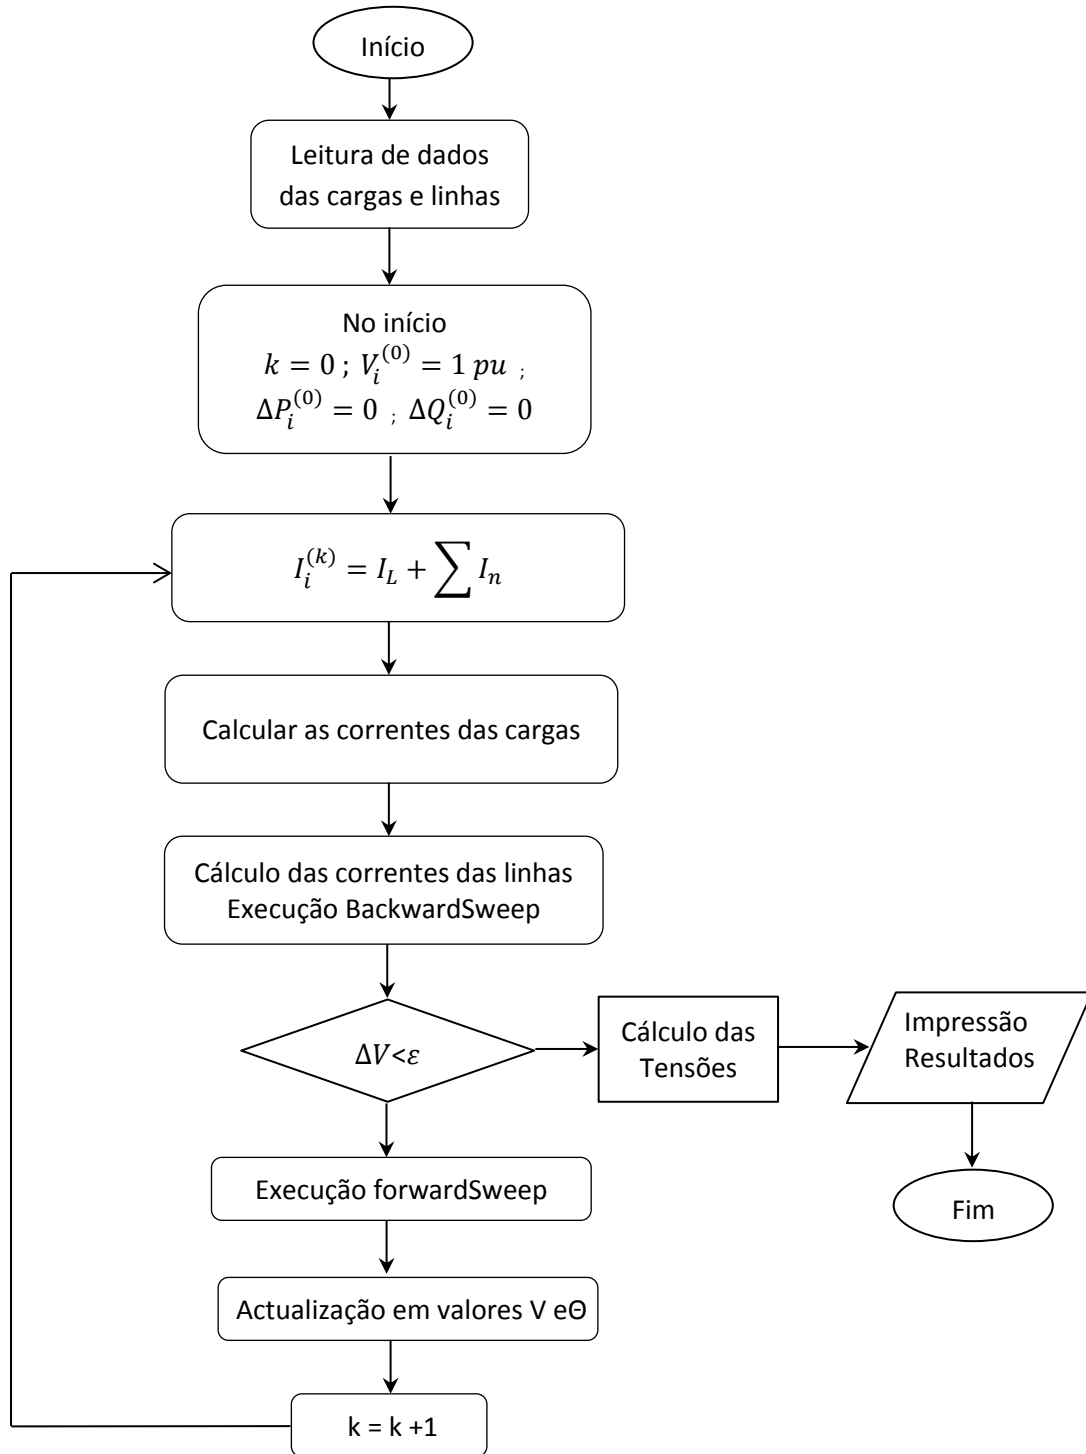 Início
Leitura de dados
das cargas e linhas
No início
k = 0 ; V_i^(0) = 1 pu ;
ΔP_i^(0) = 0 ; ΔQ_i^(0) = 0
I_i^(k) = I_L + ∑ I_n
Calcular as correntes das cargas
Cálculo das correntes das linhas
Execução BackwardSweep
ΔV<ε
Cálculo das
Tensões
Impressão
Resultados
Execução forwardSweep
Fim
Actualização em valores V eΘ
k = k +1